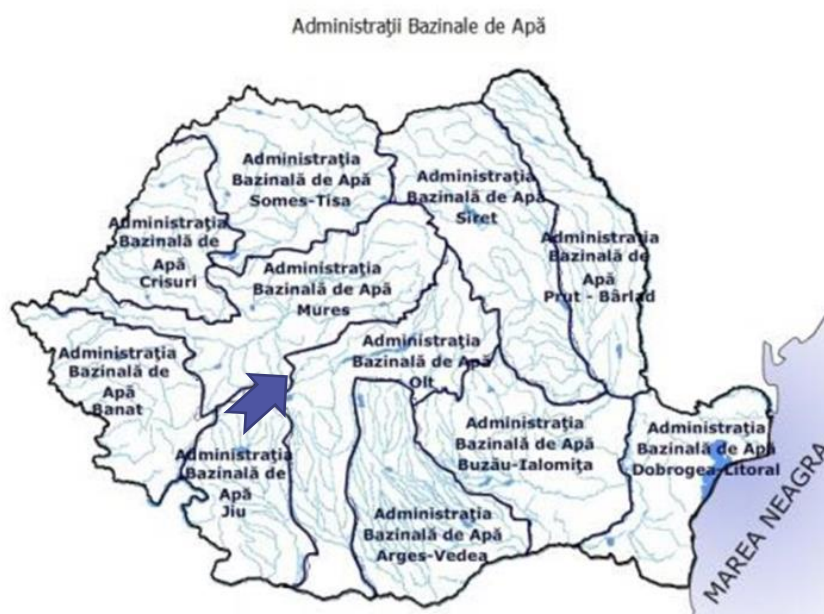 Administraţii Bazinale de Apă
Administraţia
Bazinală de Apă
Somes-Tisa
Administraţia
Bazinală de Apă
Siret
Administraţia
Bazinală de
Apă
Crisuri
Administraţia
Bazinală de
Apă
Prut - Bârlad
Administraţia
Bazinală de Apă
Mures
Administraţia
Bazinală de Apă
Olt
Administraţia
Bazinală de
Apă
Banat
Administraţia
Bazinală de Apă
Buzău-Ialomiţa
Administraţia
Bazinală de Apă
Dobrogea-Litoral
Administraţia
Bazinală de
Apă
Jiu
Administraţia
Bazinală de Apă
Arges-Vedea
MAREA NEAGRA